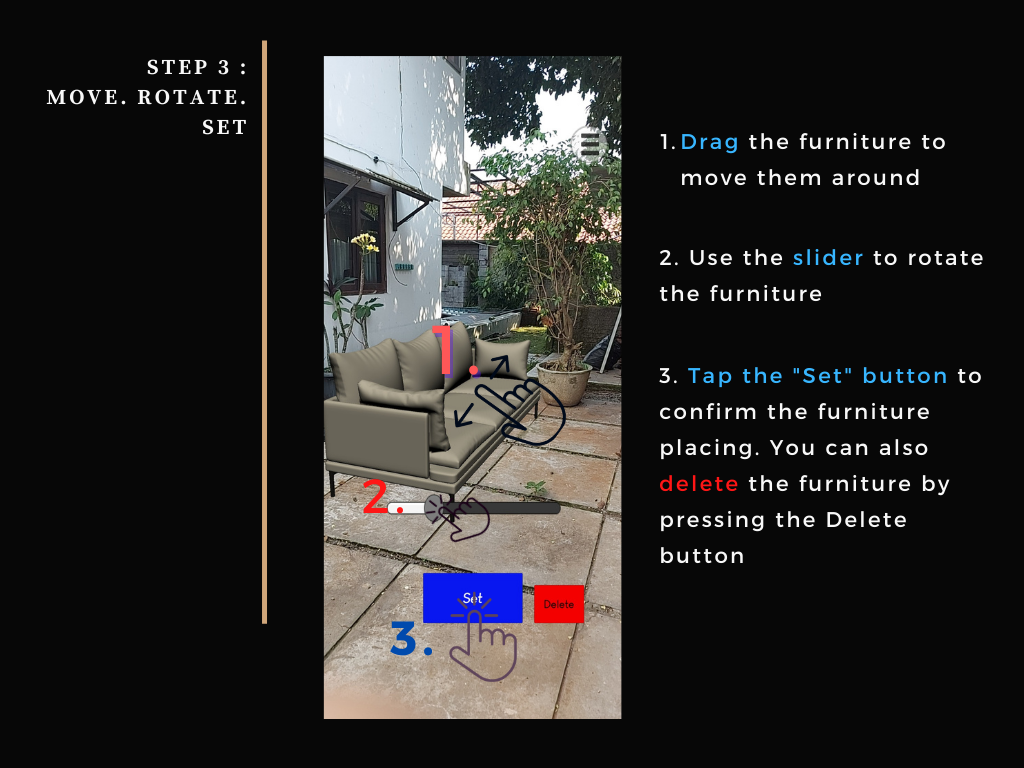 STEP 3 :
MOVE. ROTATE.
SET
1.
2.
Set
Delete
3.
1. Drag the furniture to
move them around
2. Use the slider to rotate
the furniture
3. Tap the "Set" button to
confirm the furniture
placing. You can also
delete the furniture by
pressing the Delete
button